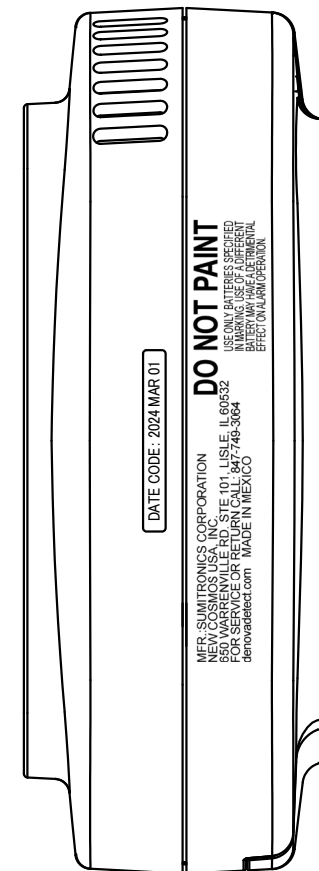 DATE CODE: 2024 MAR 01
MFR.:SUMITRONICS CORPORATION
NEW COSMOS USA, INC.
650 WARRENVILLE RD, STE 101, LISLE, IL 60532
FOR SERVICE OR RETURN CALL: 847-749-3064
denovadetect.com MADE IN MEXICO
DO NOT PAINT
USE ONLY BATTERIES SPECIFIED
IN MARKING. USE OF A DIFFERENT
BATTERY MAY HAVE A DETRIMENTAL
EFFECT ON ALARM OPERATION.